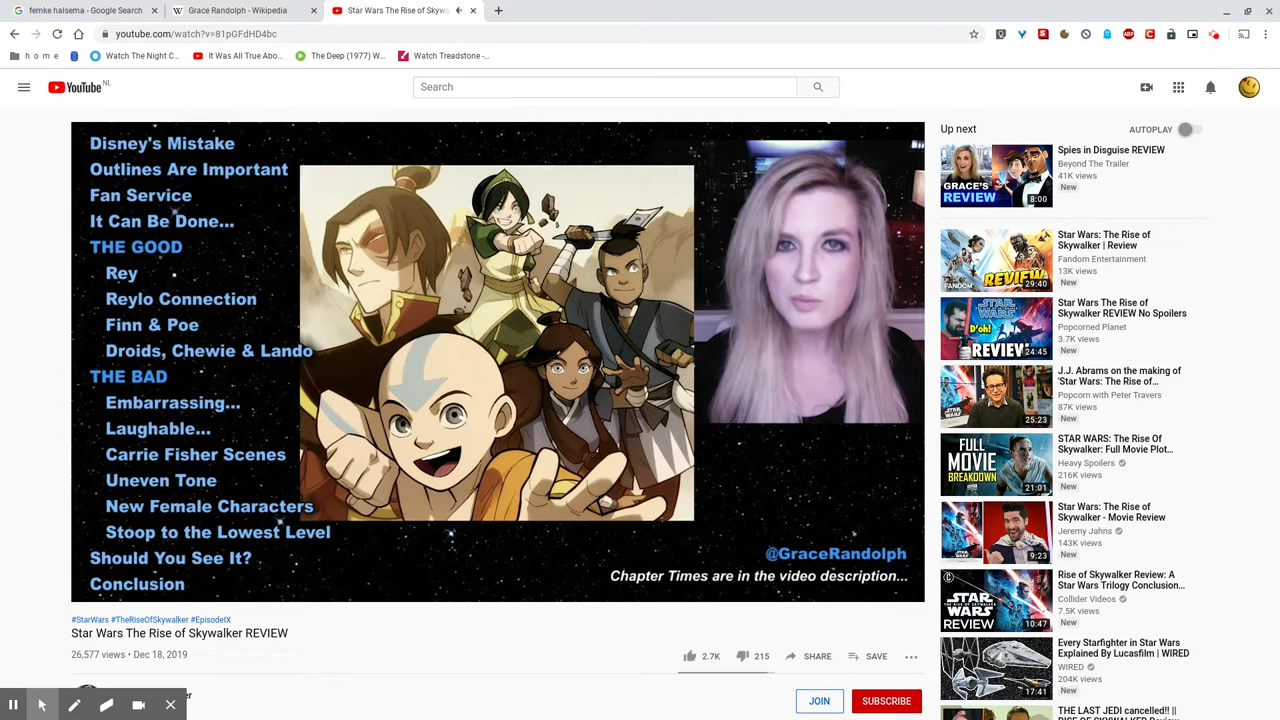 femke halsema - Google Search
Grace Randolph - Wikipedia
Star Wars The Rise of Skywa
youtube.com/watch?v=81pGFdHD4bc
h o m e
Watch The Night C...
It Was All True Abo...
The Deep (1977) W...
Watch Treadstone -...
YouTube NL
Search
Disney's Mistake
Outlines Are Important
Fan Service
It Can Be Done...
THE GOOD
Rey
Reylo Connection
Finn & Poe
Droids, Chewie & Lando
THE BAD
Embarrassing...
Laughable...
Carrie Fisher Scenes
Uneven Tone
New Female Characters
Stoop to the Lowest Level
Should You See It?
Conclusion
@GraceRandolph
Chapter Times are in the video description...
#StarWars #TheRiseOfSkywalker #EpisodeIX
Star Wars The Rise of Skywalker REVIEW
26,577 views • Dec 18, 2019
2.7K
215
SHARE
SAVE
JOIN
SUBSCRIBE
Up next
AUTOPLAY
GRACE'S
REVIEW
8:00
Spies in Disguise REVIEW
Beyond The Trailer
41K views
New
FANDOM
REVIEW
29:40
Star Wars: The Rise of
Skywalker | Review
Fandom Entertainment
13K views
New
STAR WARS
D'oh!
REVIEW
24:45
Star Wars The Rise of
Skywalker REVIEW No Spoilers
Popcorned Planet
3.7K views
New
25:23
J.J. Abrams on the making of
'Star Wars: The Rise of...
Popcorn with Peter Travers
87K views
New
FULL
MOVIE
BREAKDOWN
21:01
STAR WARS: The Rise Of
Skywalker: Full Movie Plot...
Heavy Spoilers
216K views
New
9:23
Star Wars: The Rise of
Skywalker - Movie Review
Jeremy Jahns
143K views
New
STAR
WARS
REVIEW
10:47
Rise of Skywalker Review: A
Star Wars Trilogy Conclusion...
Collider Videos
7.5K views
New
17:41
Every Starfighter in Star Wars
Explained By Lucasfilm | WIRED
WIRED
204K views
New
THE LAST JEDI cancelled!! ||